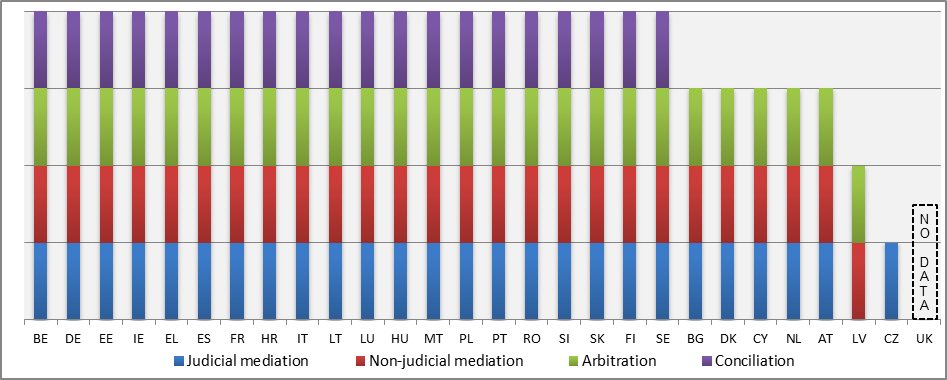 NO DATA
BE DE EE IE EL ES FR HR IT LT LU HU MT PL PT RO SI SK FI SE BG DK CY NL AT LV CZ UK
Judicial mediation Non-judicial mediation Arbitration Conciliation